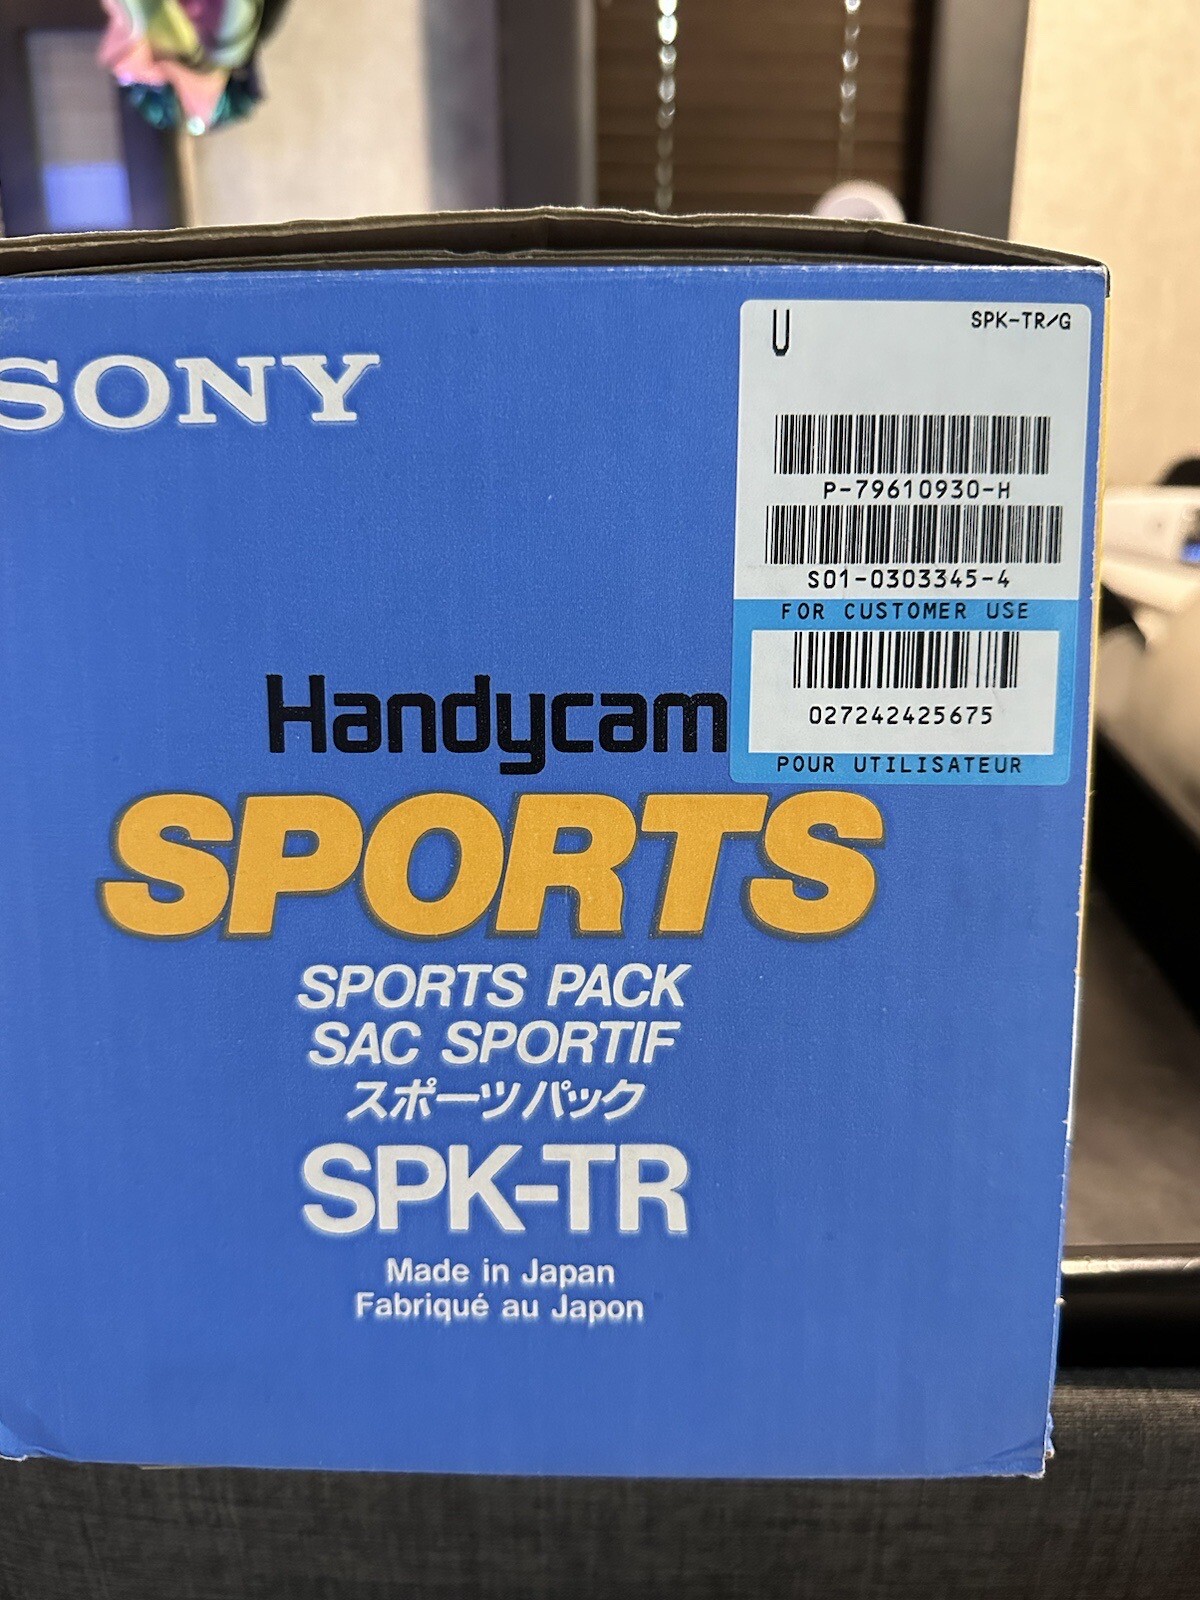 SONY
U
SPK-TR/G
P-79610930-H
S01-0303345-4
FOR CUSTOMER USE
027242425675
POUR UTILISATEUR
Handycam
SPORTS
SPORTS PACK
SAC SPORTIF
スポーツパック
SPK-TR
Made in Japan
Fabriqué au Japon